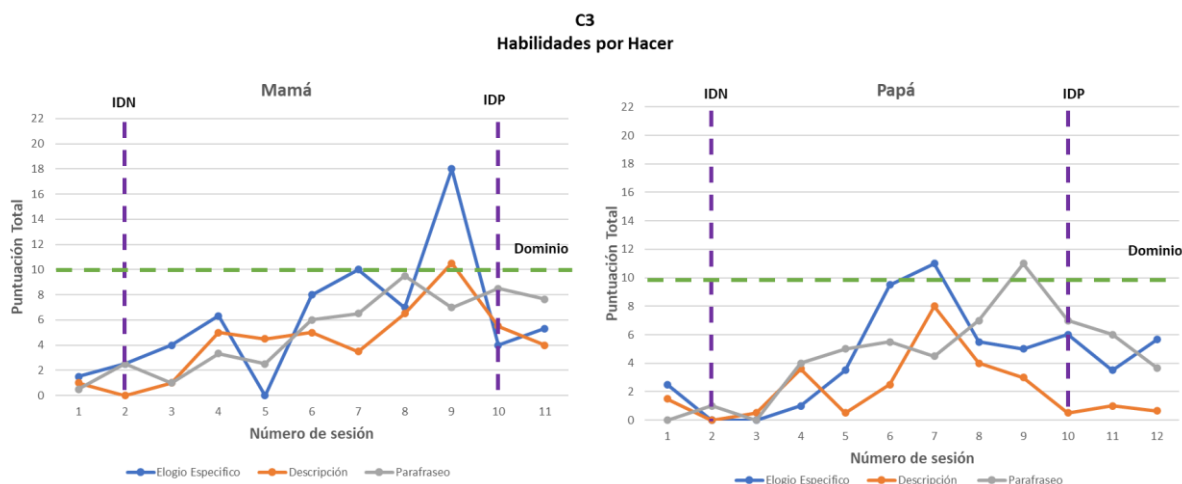 C3
Habilidades por Hacer
Mamá
IDN
IDP
Puntuación Total
22
20
18
16
14
12
10
8
6
4
2
0
Dominio
1 2 3 4 5 6 7 8 9 10 11
Número de sesión
Elogio Especifico Descripción Parafraseo
Papá
IDN
IDP
Puntuación Total
22
20
18
16
14
12
10
8
6
4
2
0
Dominio
1 2 3 4 5 6 7 8 9 10 11 12
Número de sesión
Elogio Especifico Descripción Parafraseo